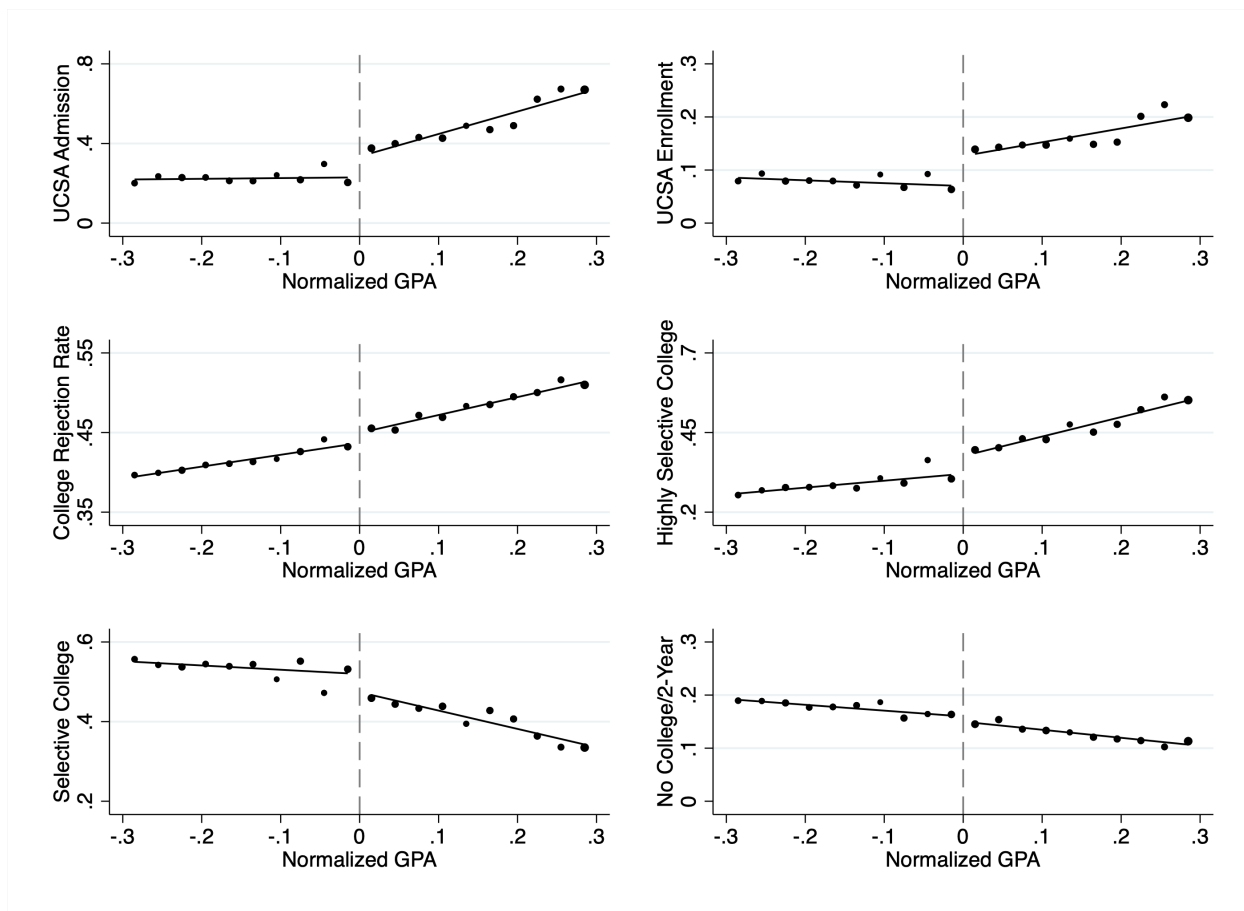 UCSA Admission
.8
.4
0
-.3 -.2 -.1 0 .1 .2 .3
Normalized GPA
UCSA Enrollment
.3
.2
.1
0
-.3 -.2 -.1 0 .1 .2 .3
Normalized GPA
College Rejection Rate
.55
.45
.35
-.3 -.2 -.1 0 .1 .2 .3
Normalized GPA
Highly Selective College
.7
.45
.2
-.3 -.2 -.1 0 .1 .2 .3
Normalized GPA
Selective College
.6
.4
.2
-.3 -.2 -.1 0 .1 .2 .3
Normalized GPA
No College/2-Year
.3
.2
.1
0
-.3 -.2 -.1 0 .1 .2 .3
Normalized GPA